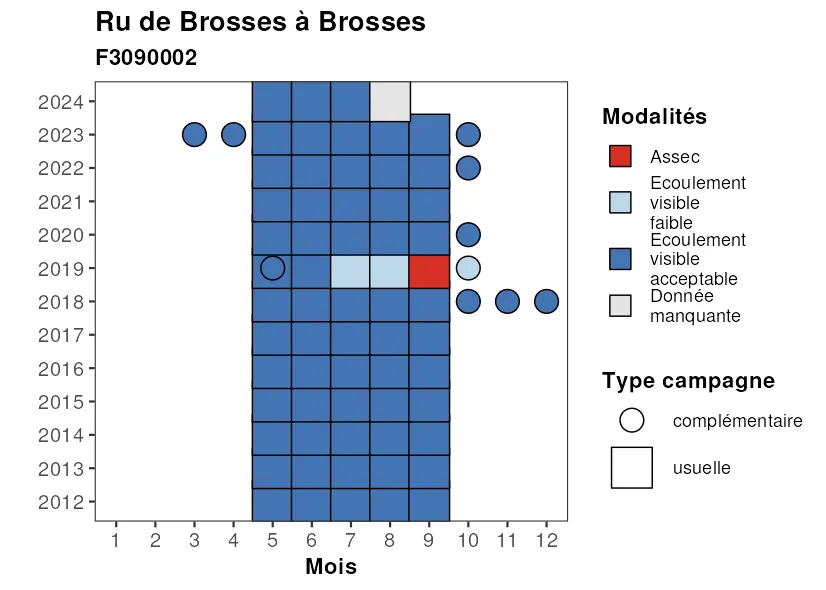 Ru de Brosses à Brosses
F3090002
2024
2023
2022
2021
2020
2019
2018
2017
2016
2015
2014
2013
2012
1 2 3 4 5 6 7 8 9 10 11 12
Mois
Modalités
Assec
Ecoulement
visible
faible
Ecoulement
visible
acceptable
Donnée
manquante
Type campagne
complémentaire
usuelle